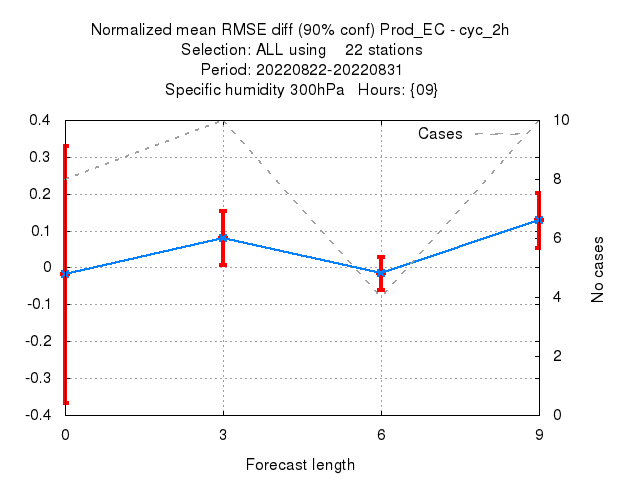 Normalized mean RMSE diff (90% conf) Prod_EC - cyc_2h
Selection: ALL using    22 stations
Period: 20220822-20220831
Specific humidity 300hPa   Hours: {09}
Cases
0.4
0.3
0.2
0.1
0
-0.1
-0.2
-0.3
-0.4
10
8
6
4
2
0
No cases
0 3 6 9
Forecast length